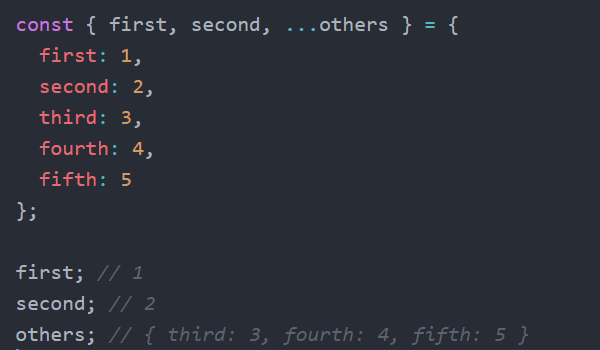 const { first, second, ...others } = {
  first: 1,
  second: 2,
  third: 3,
  fourth: 4,
  fifth: 5
};

first; // 1
second; // 2
others; // { third: 3, fourth: 4, fifth: 5 }